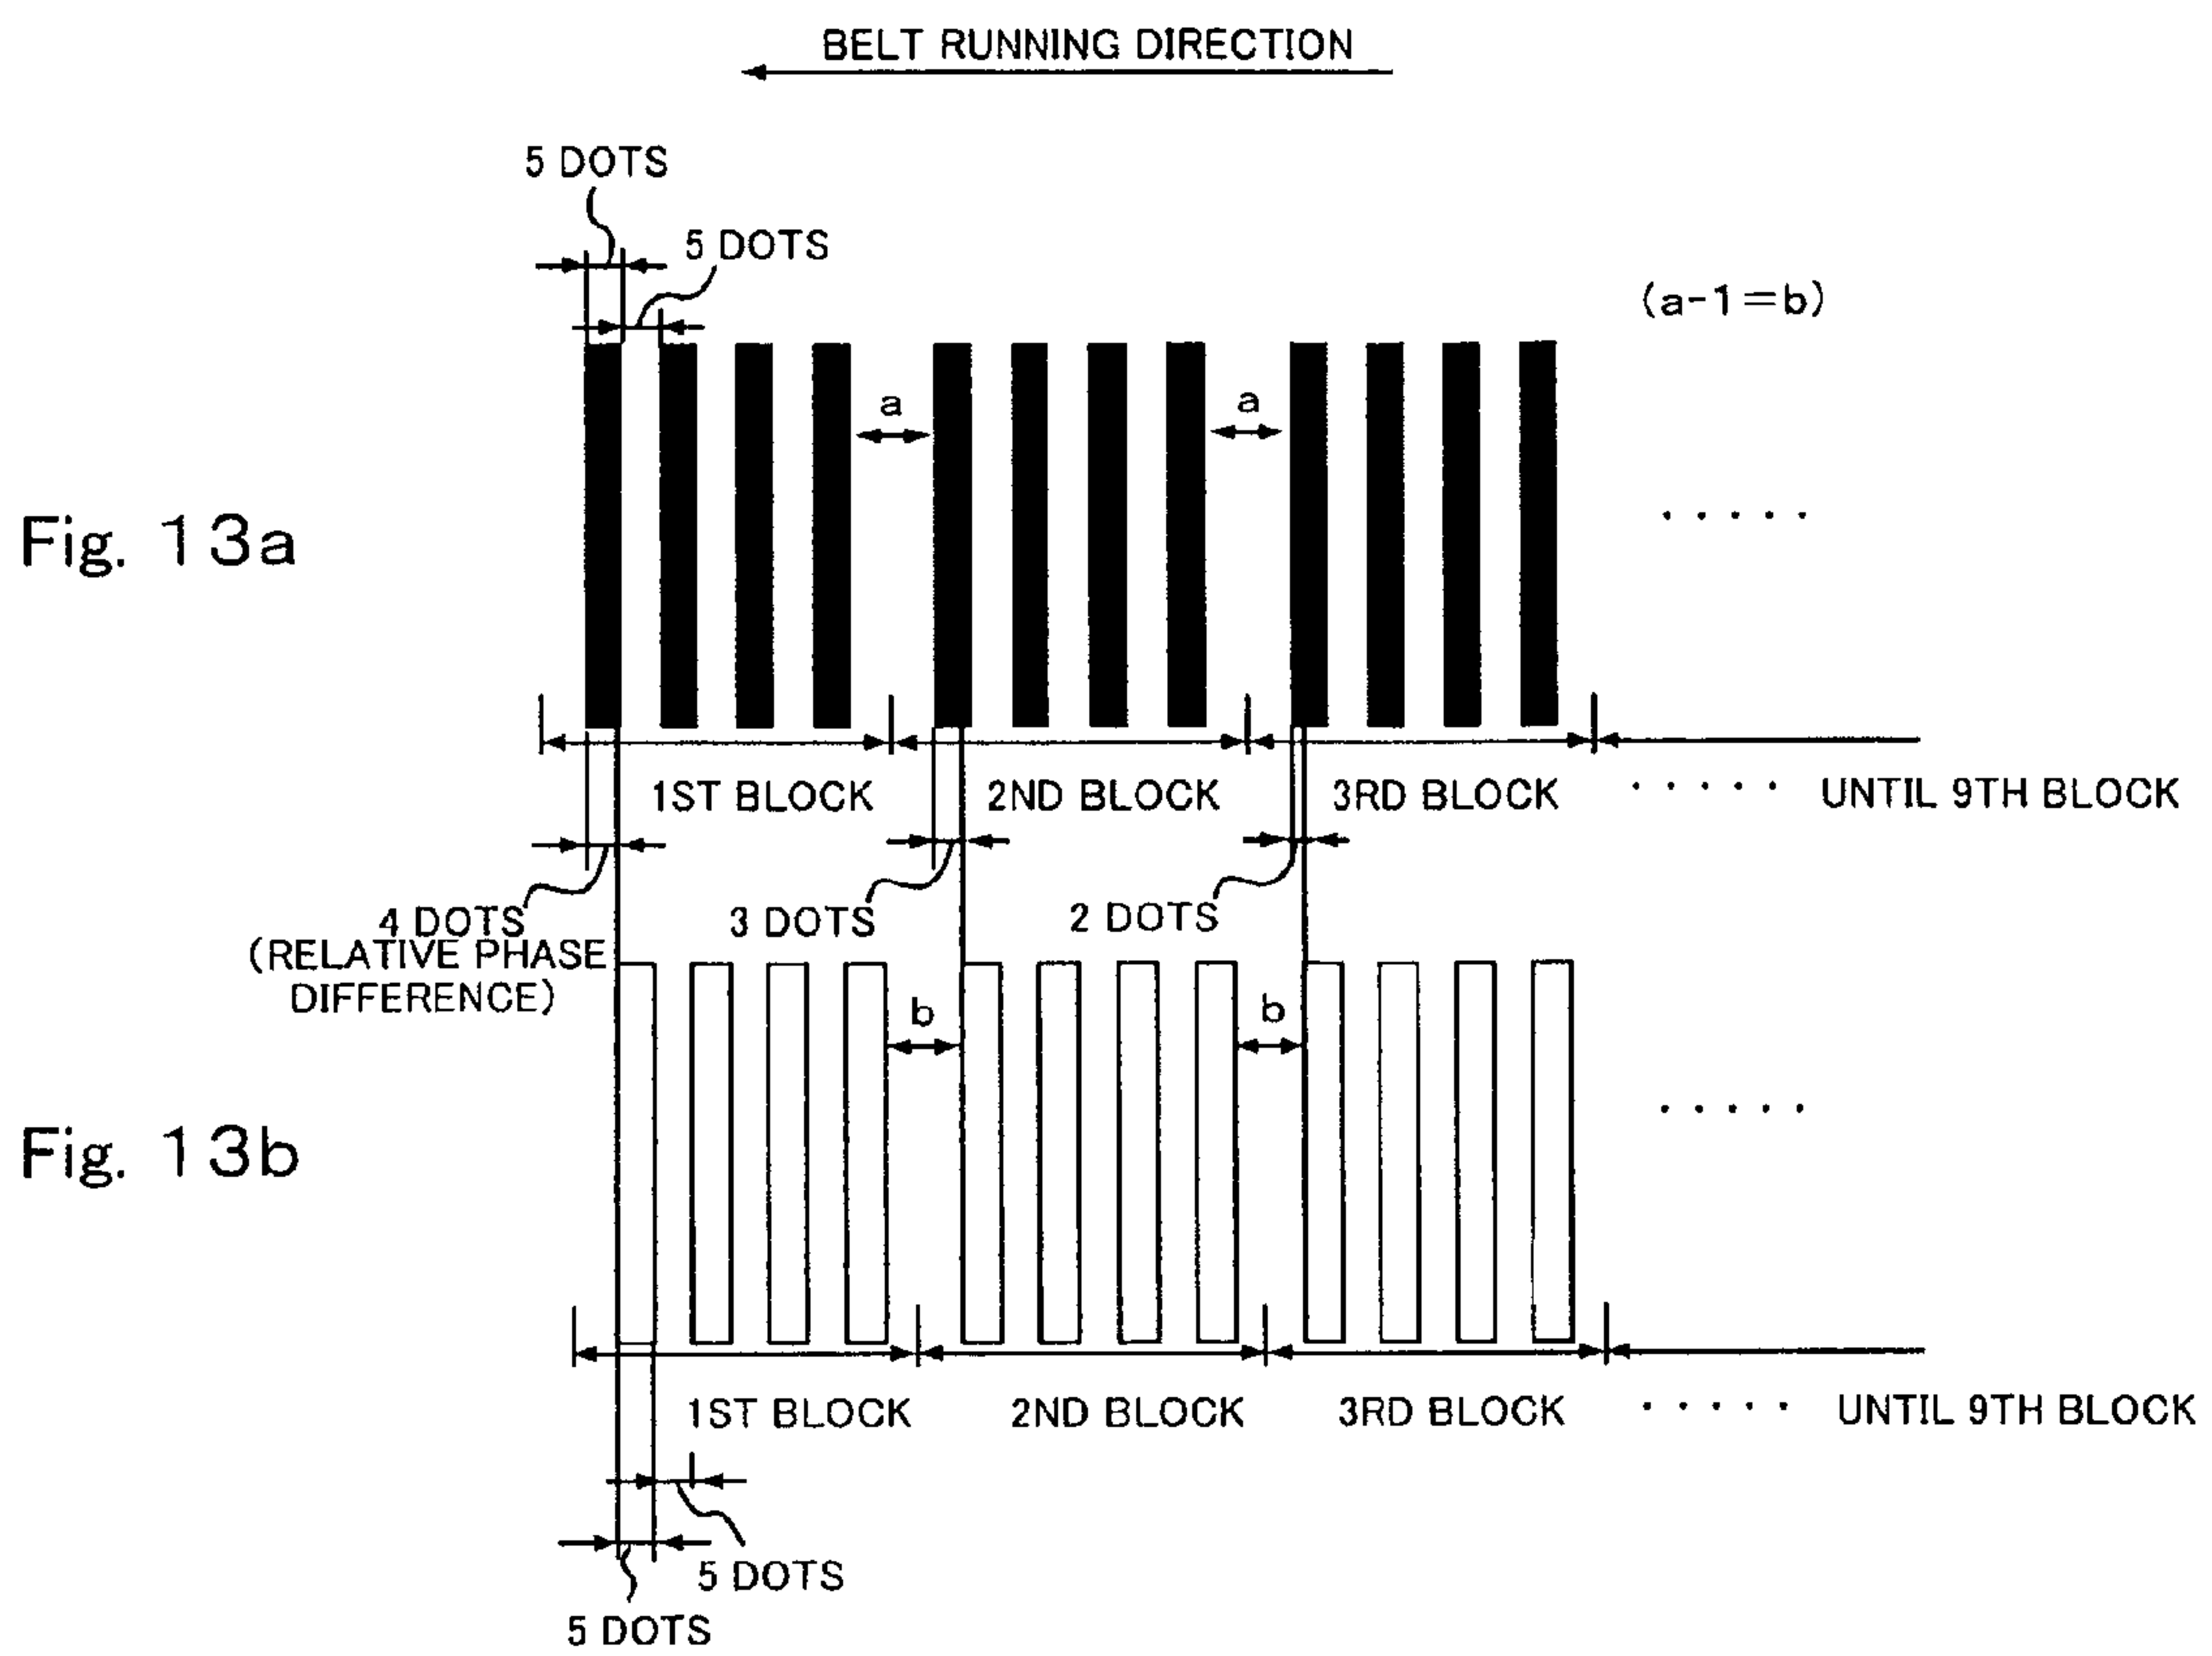 BELT RUNNING DIRECTION
5 DOTS
5 DOTS
(a-1=b)
a
a
Fig. 13a
1ST BLOCK
2ND BLOCK
3RD BLOCK
····· UNTIL 9TH BLOCK
4 DOTS
(RELATIVE PHASE
DIFFERENCE)
3 DOTS
2 DOTS
b
b
Fig. 13b
1ST BLOCK
2ND BLOCK
3RD BLOCK
····· UNTIL 9TH BLOCK
5 DOTS
5 DOTS